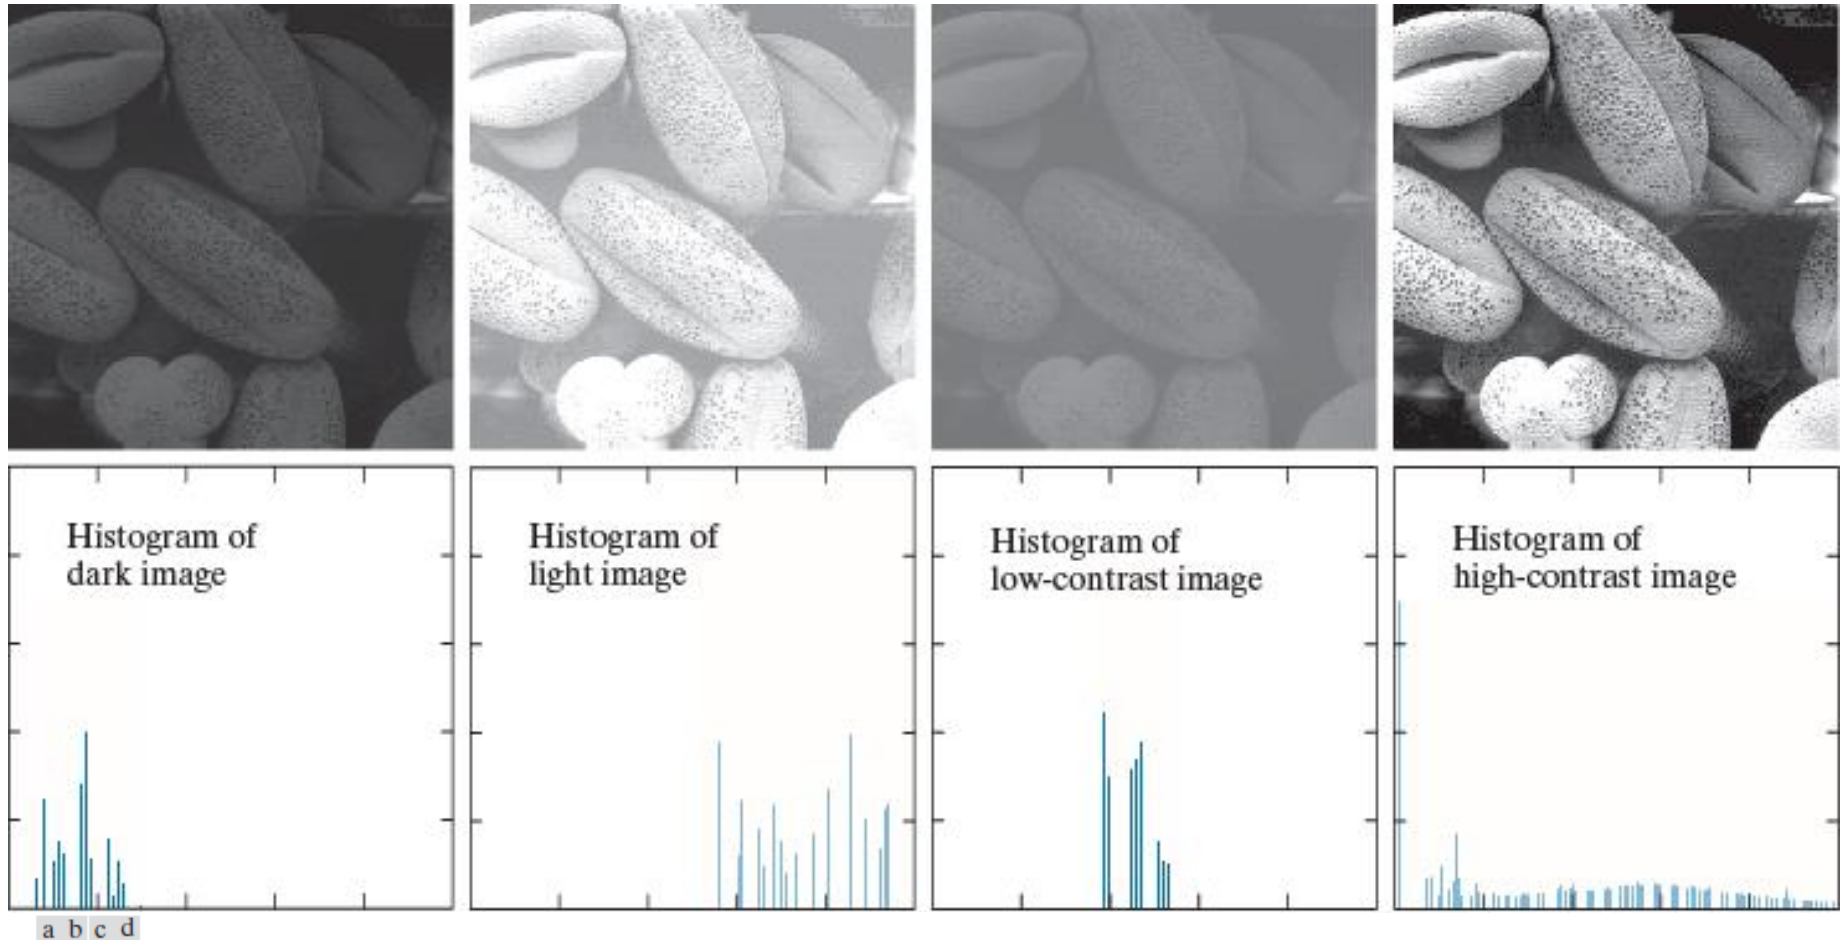 Histogram of
dark image
Histogram of
light image
Histogram of
low-contrast image
Histogram of
high-contrast image
a b c d